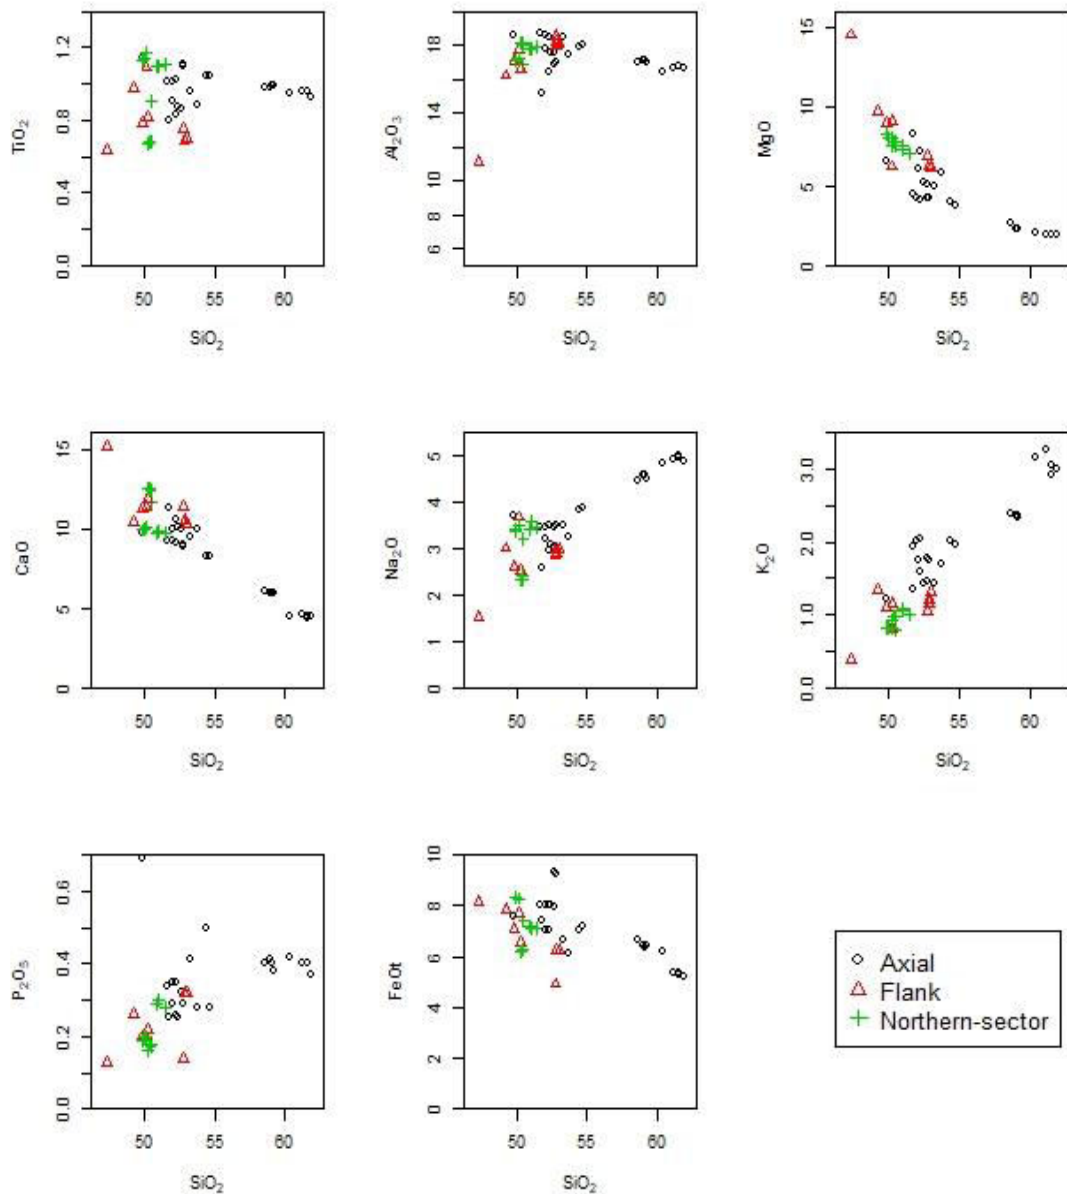 TiO₂
0.0 0.4 0.8 1.2
50 55 60
SiO₂
Al₂O₃
6 8 10 12 14 16 18
50 55 60
SiO₂
MgO
0 5 10 15
50 55 60
SiO₂
CaO
0 5 10 15
50 55 60
SiO₂
Na₂O
0 1 2 3 4 5
50 55 60
SiO₂
K₂O
0.0 1.0 2.0 3.0
50 55 60
SiO₂
P₂O₅
0.0 0.2 0.4 0.6
50 55 60
SiO₂
FeOt
0 2 4 6 8 10
50 55 60
SiO₂
Axial
Flank
Northern-sector